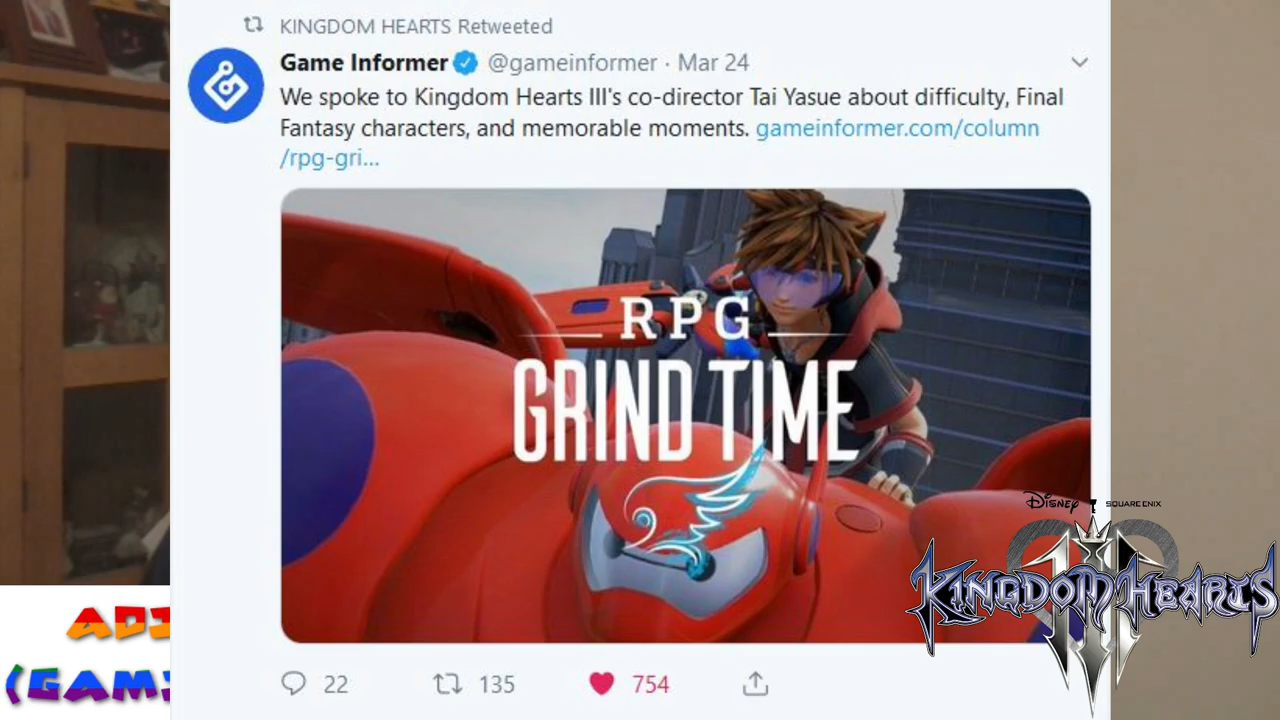 KINGDOM HEARTS Retweeted
Game Informer @gameinformer · Mar 24
We spoke to Kingdom Hearts III's co-director Tai Yasue about difficulty, Final
Fantasy characters, and memorable moments. gameinformer.com/column
/rpg-gri...
RPG
GRIND TIME
Disney SQUARE ENIX
KINGDOM HEARTS
III
22 135 754